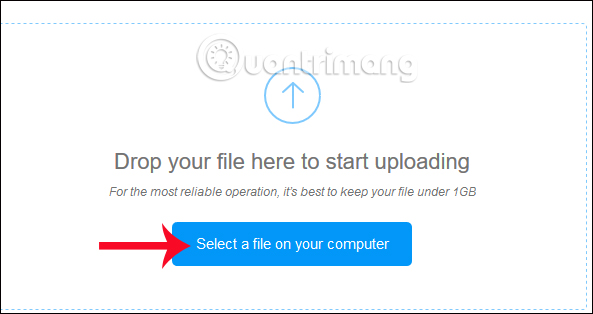 Quantrimang
Drop your file here to start uploading
For the most reliable operation, it's best to keep your file under 1GB
Select a file on your computer